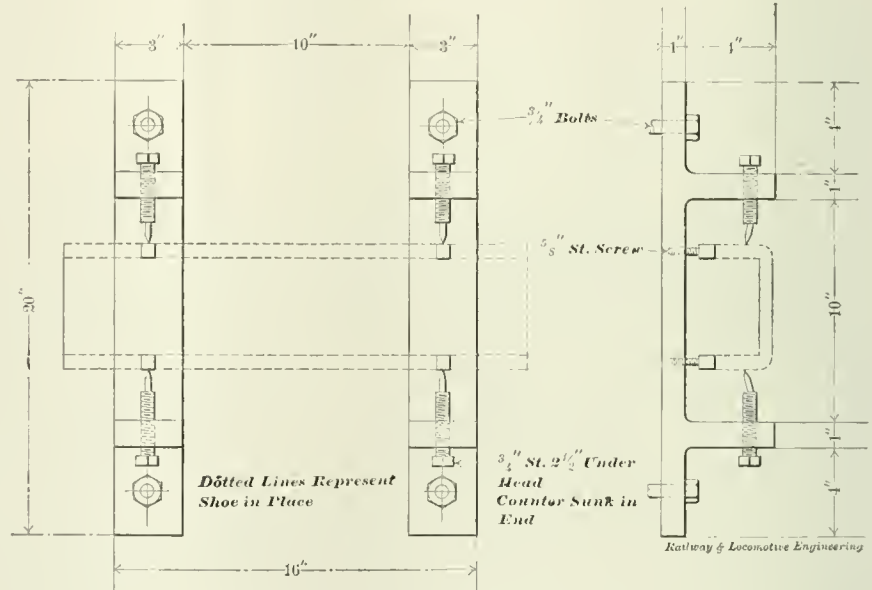 3"
10"
3"
1"
4"
3/4" Bolts
4"
1"
5/8" St. Screw
20"
10"
1"
3/4" St. 2 1/2" Under
Head
Counter Sunk in
End
Dotted Lines Represent
Shoe in Place
4"
Railway & Locomotive Engineering
16"